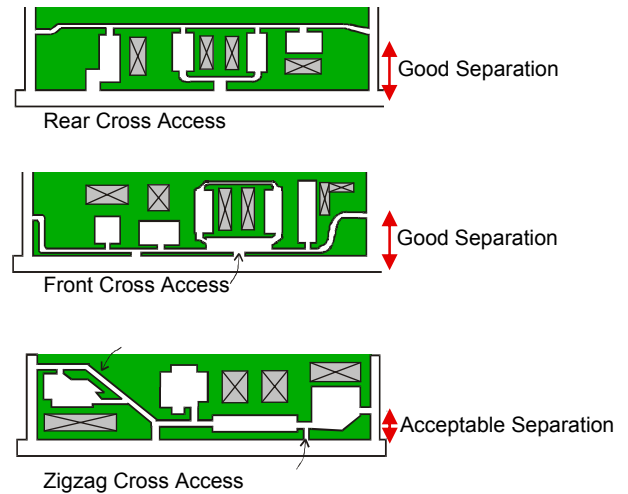 Good Separation
Rear Cross Access
Good Separation
Front Cross Access
Acceptable Separation
Zigzag Cross Access